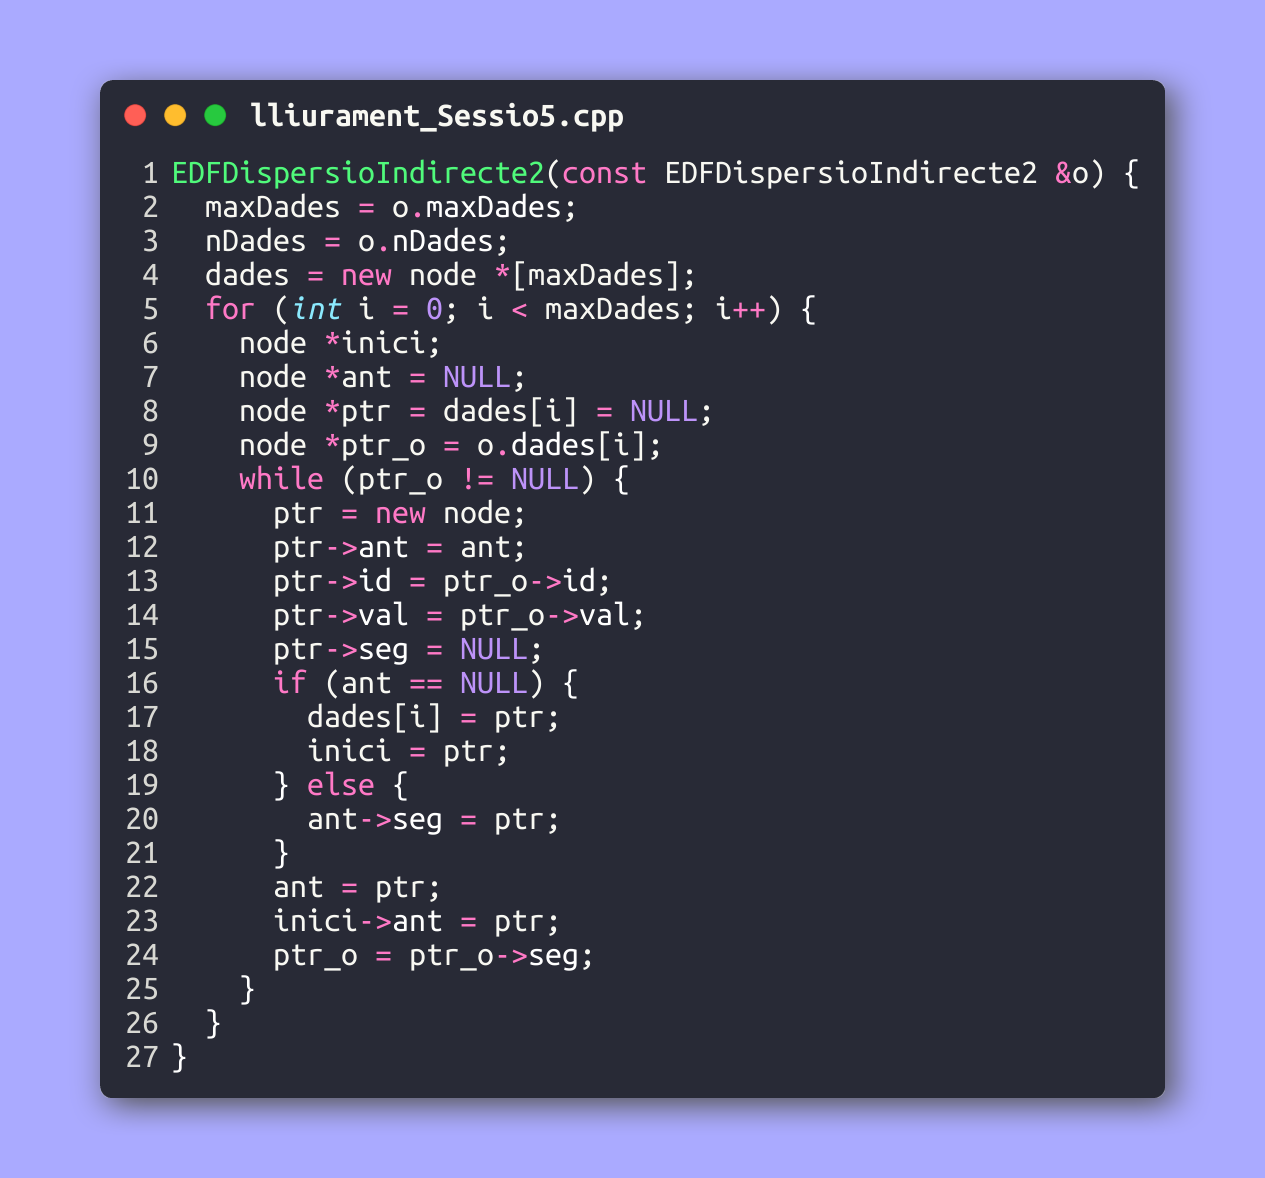 lliurament_Sessio5.cpp
1 EDFDispersioIndirecte2(const EDFDispersioIndirecte2 &o) {
2   maxDades = o.maxDades;
3   nDades = o.nDades;
4   dades = new node *[maxDades];
5   for (int i = 0; i < maxDades; i++) {
6     node *inici;
7     node *ant = NULL;
8     node *ptr = dades[i] = NULL;
9     node *ptr_o = o.dades[i];
10     while (ptr_o != NULL) {
11       ptr = new node;
12       ptr->ant = ant;
13       ptr->id = ptr_o->id;
14       ptr->val = ptr_o->val;
15       ptr->seg = NULL;
16       if (ant == NULL) {
17         dades[i] = ptr;
18         inici = ptr;
19       } else {
20         ant->seg = ptr;
21       }
22       ant = ptr;
23       inici->ant = ptr;
24       ptr_o = ptr_o->seg;
25     }
26   }
27 }